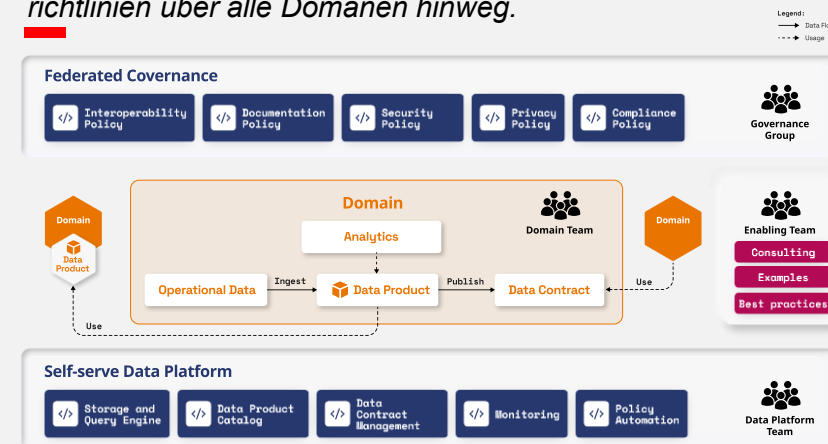 richtlinien über alle Domänen hinweg.
Legend:
Data Flo
Usage
Federated Covernance
Interoperability
Policy
Documentation
Policy
Security
Policy
Privacy
Policy
Compliance
Policy
Governance
Group
Domain
Data
Product
Domain
Domain Team
Analytics
Operational Data
Ingest
Data Product
Publish
Data Contract
Use
Domain
Use
Enabling Team
Consulting
Examples
Best practices
Self-serve Data Platform
Storage and
Query Engine
Data Product
Catalog
Data
Contract
Management
Monitoring
Policy
Automation
Data Platform
Team